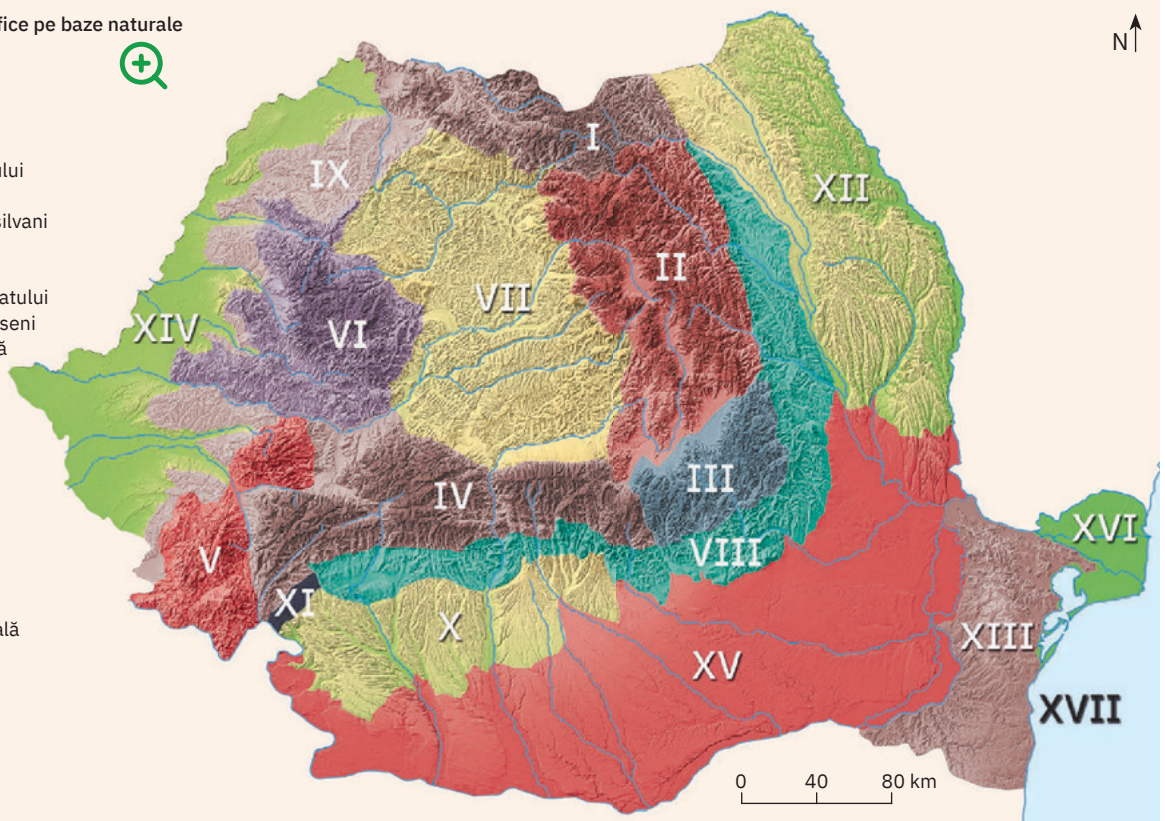 fice pe baze naturale
N
lui
silvani
atului
seni
ă
ală
I
IX
XII
II
VII
XIV
VI
III
IV
XVI
V
VIII
XI
X
XIII
XV
XVII
0 40 80 km